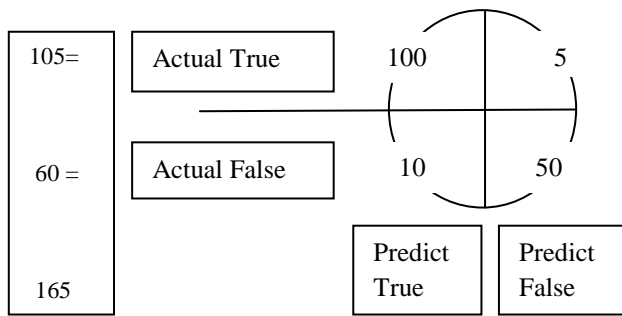 105= Actual True 100 5
60 = Actual False 10 50
165
Predict True
Predict False